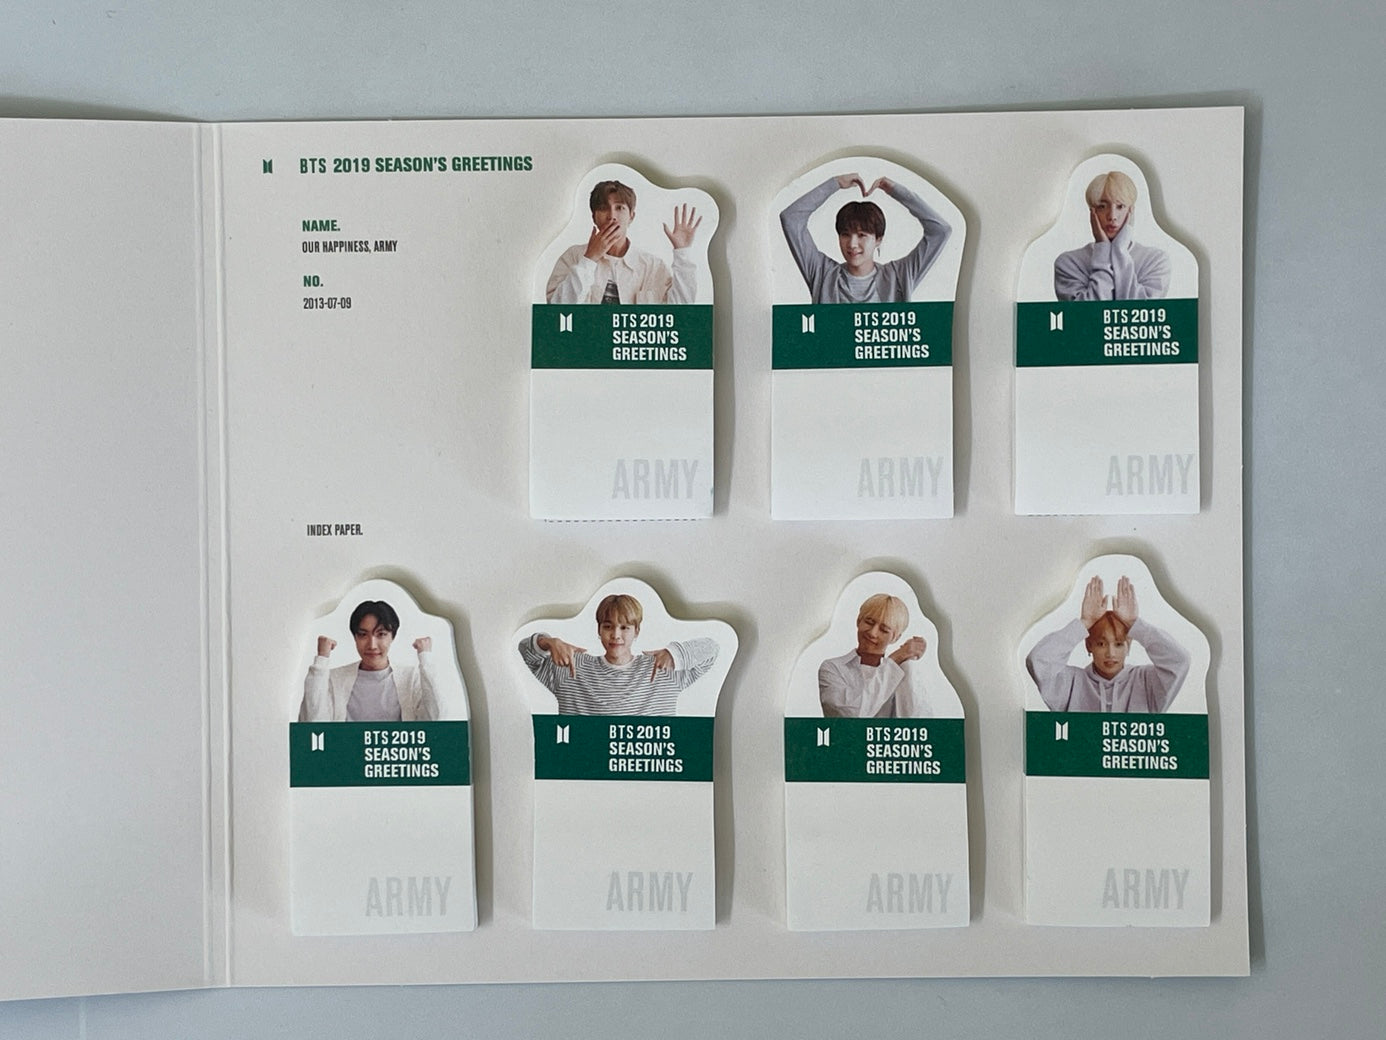 BTS 2019 SEASON'S GREETINGS
NAME.
OUR HAPPINESS, ARMY
NO.
2013-07-09
BTS 2019
SEASON'S
GREETINGS
ARMY
BTS 2019
SEASON'S
GREETINGS
ARMY
BTS 2019
SEASON'S
GREETINGS
ARMY
INDEX PAPER.
BTS 2019
SEASON'S
GREETINGS
ARMY
BTS 2019
SEASON'S
GREETINGS
ARMY
BTS 2019
SEASON'S
GREETINGS
ARMY
BTS 2019
SEASON'S
GREETINGS
ARMY